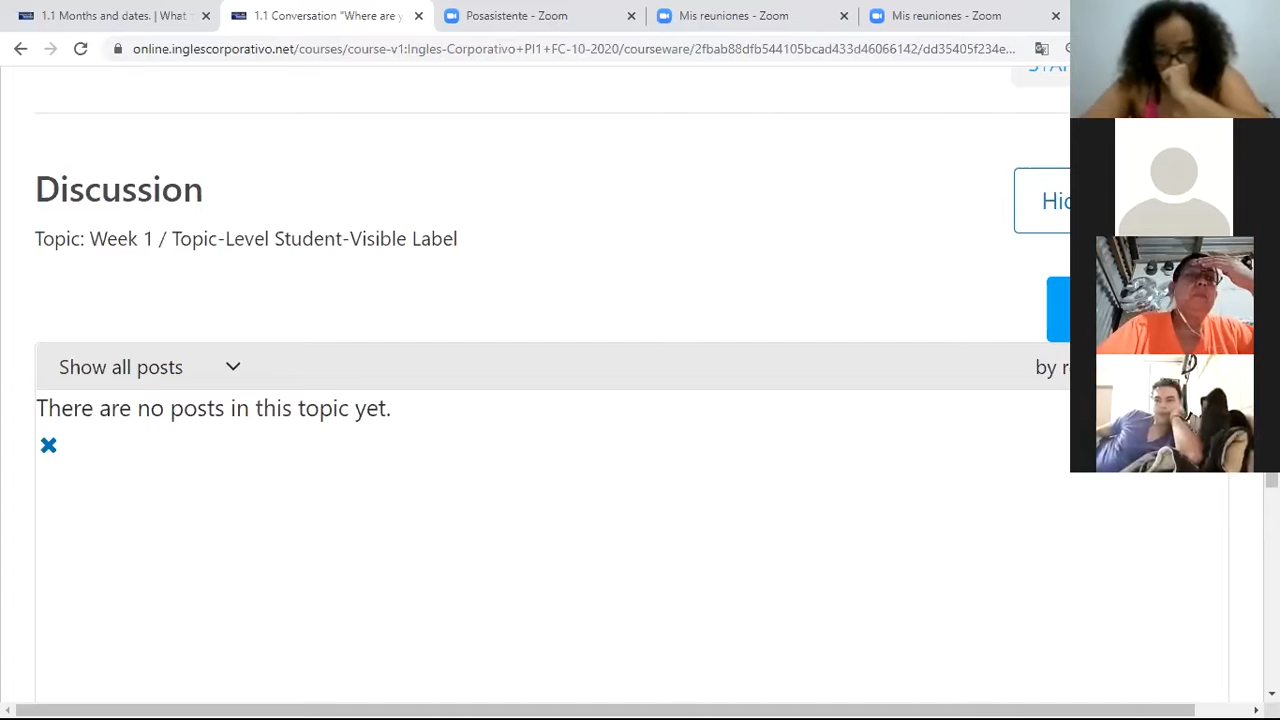 1.1 Months and dates. | What
1.1 Conversation "Where are y
Posasistente - Zoom
Mis reuniones - Zoom
Mis reuniones - Zoom
online.inglescorporativo.net/courses/course-v1:Ingles-Corporativo+PI1+FC-10-2020/courseware/2fbab88dfb544105bcad433d46066142/dd35405f234e...
Discussion
Hid
Topic: Week 1 / Topic-Level Student-Visible Label
Show all posts
by r
There are no posts in this topic yet.